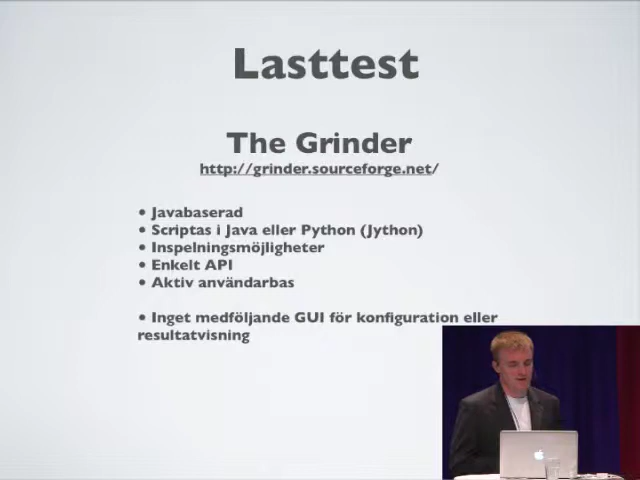 Lasttest
The Grinder
http://grinder.sourceforge.net/
• Javabaserad
• Scriptas i Java eller Python (Jython)
• Inspelningsmöjligheter
• Enkelt API
• Aktiv användarbas
• Inget medföljande GUI för konfiguration eller
resultatvisning